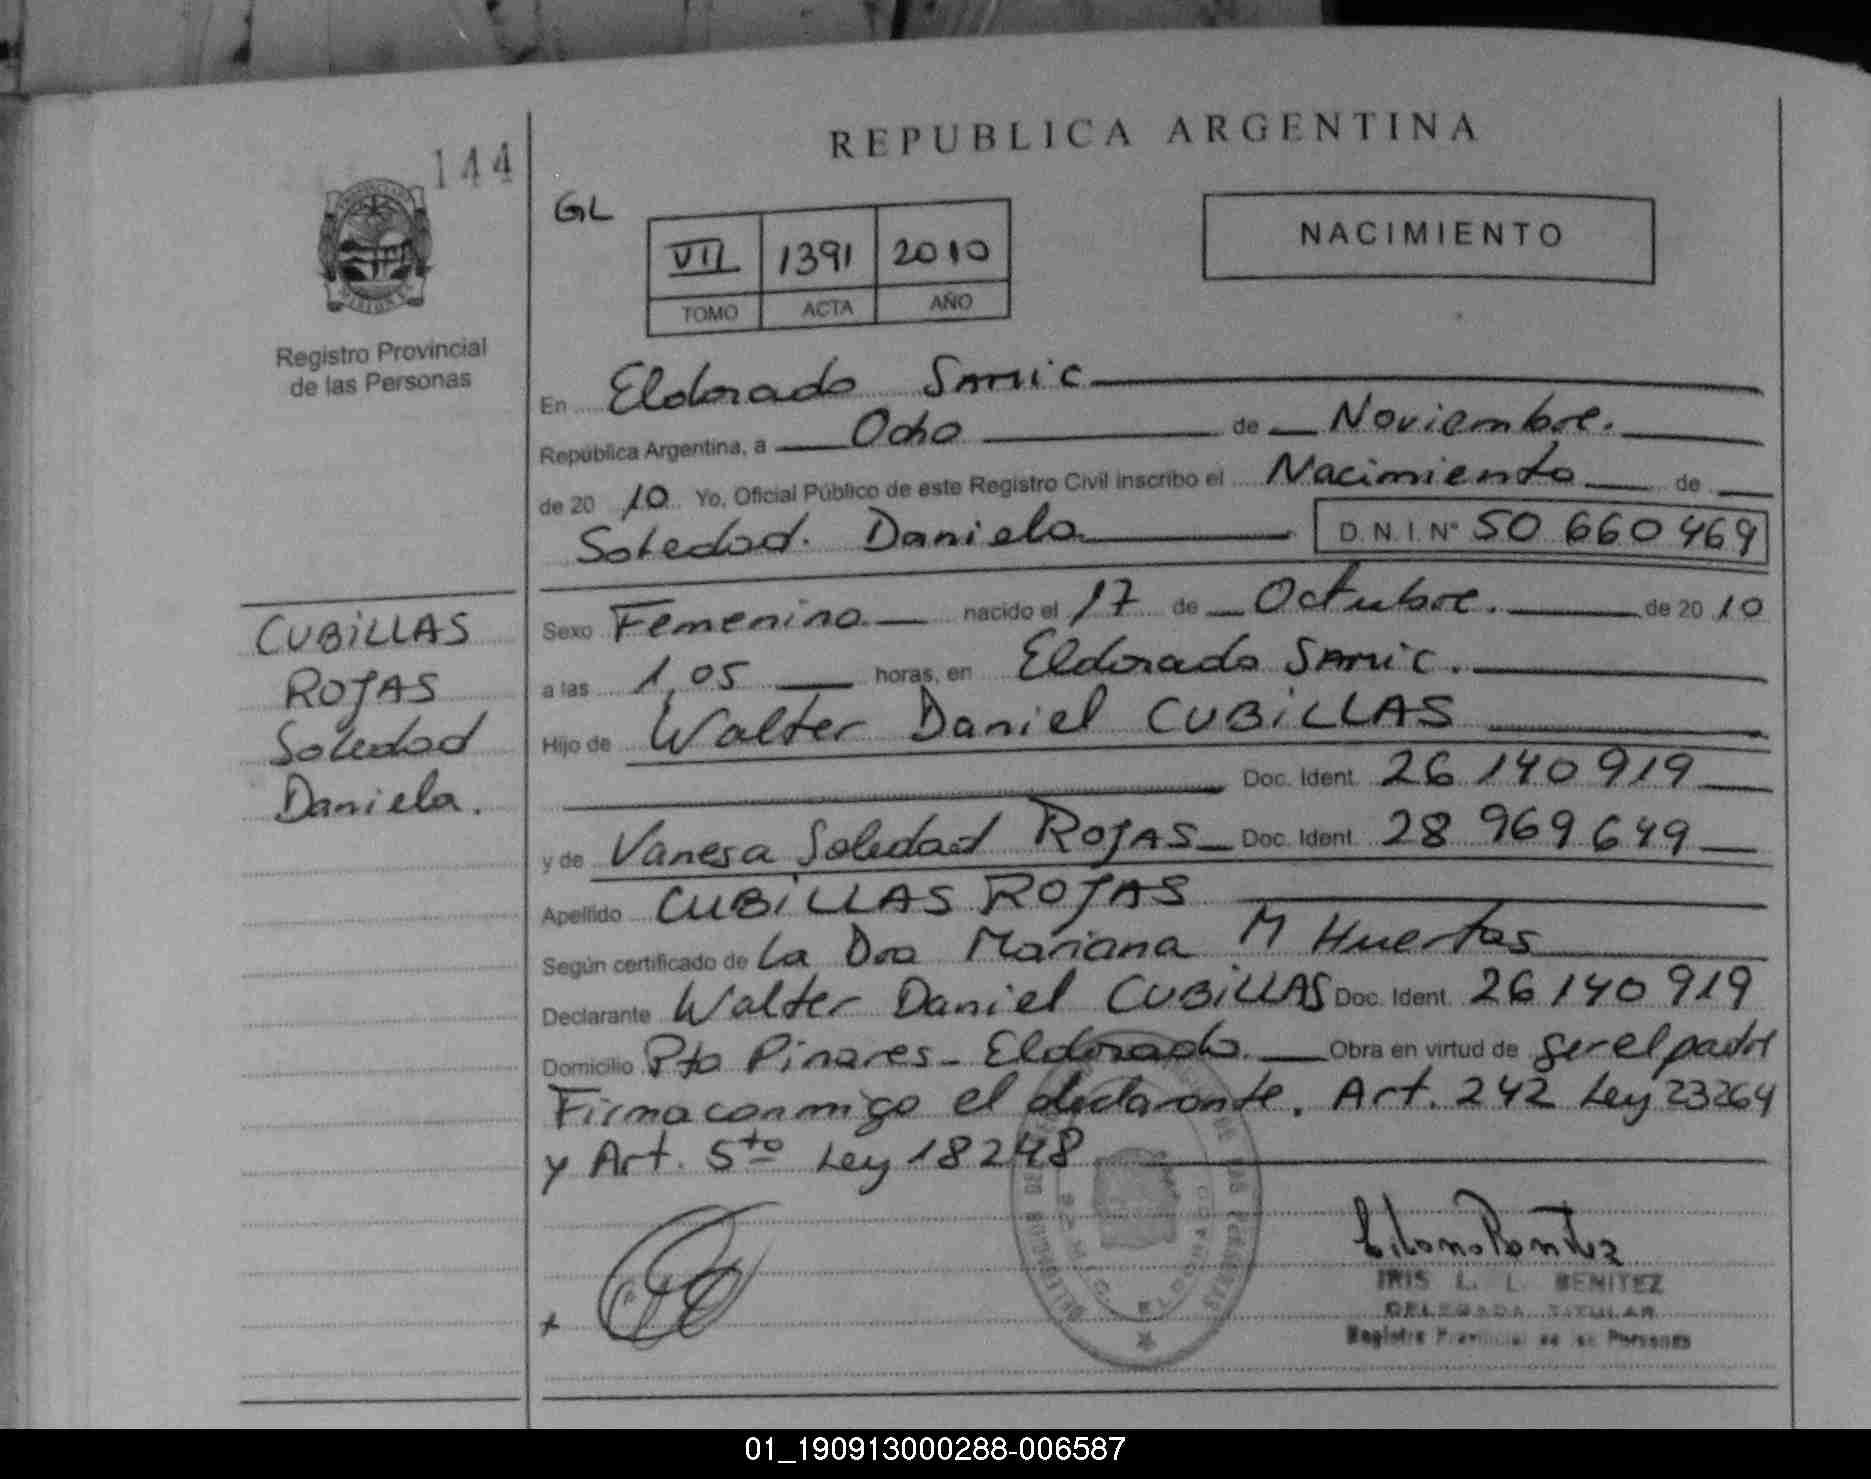 144
REPUBLICA ARGENTINA
GL
VII 1391 2010
TOMO ACTA AÑO
NACIMIENTO
Registro Provincial
de las Personas
En Eldorado Samic
República Argentina, a Ocho de Noviembre.
de 20 10 Yo, Oficial Público de este Registro Civil inscribo el Nacimiento de
Soledad. Daniela D.N.I.Nº 50 660 469
CUBILLAS
ROJAS
Soledad
Daniela.
Sexo Femenino nacido el 17 de Octubre. de 20 10
a las 1,05 horas, en Eldorado Samic.
Hijo de Walter Daniel CUBILLAS
Doc. Ident. 26 140 919
y de Vanesa Soledad ROJAS Doc. Ident. 28 969 649
Apellido CUBILLAS ROJAS
Según certificado de La Dra Mariana M Huertas
Declarante Walter Daniel CUBILLAS Doc. Ident. 26 140 919
Domicilio Pto Pinares - Eldorado. Obra en virtud de ser el padre
Firma conmigo el declarante. Art. 242 Ley 23264
y Art. 5to Ley 18248
IRIS L. L. BENITEZ
DELEGADA TITULAR
Registro Provincial de las Personas
01_190913000288-006587